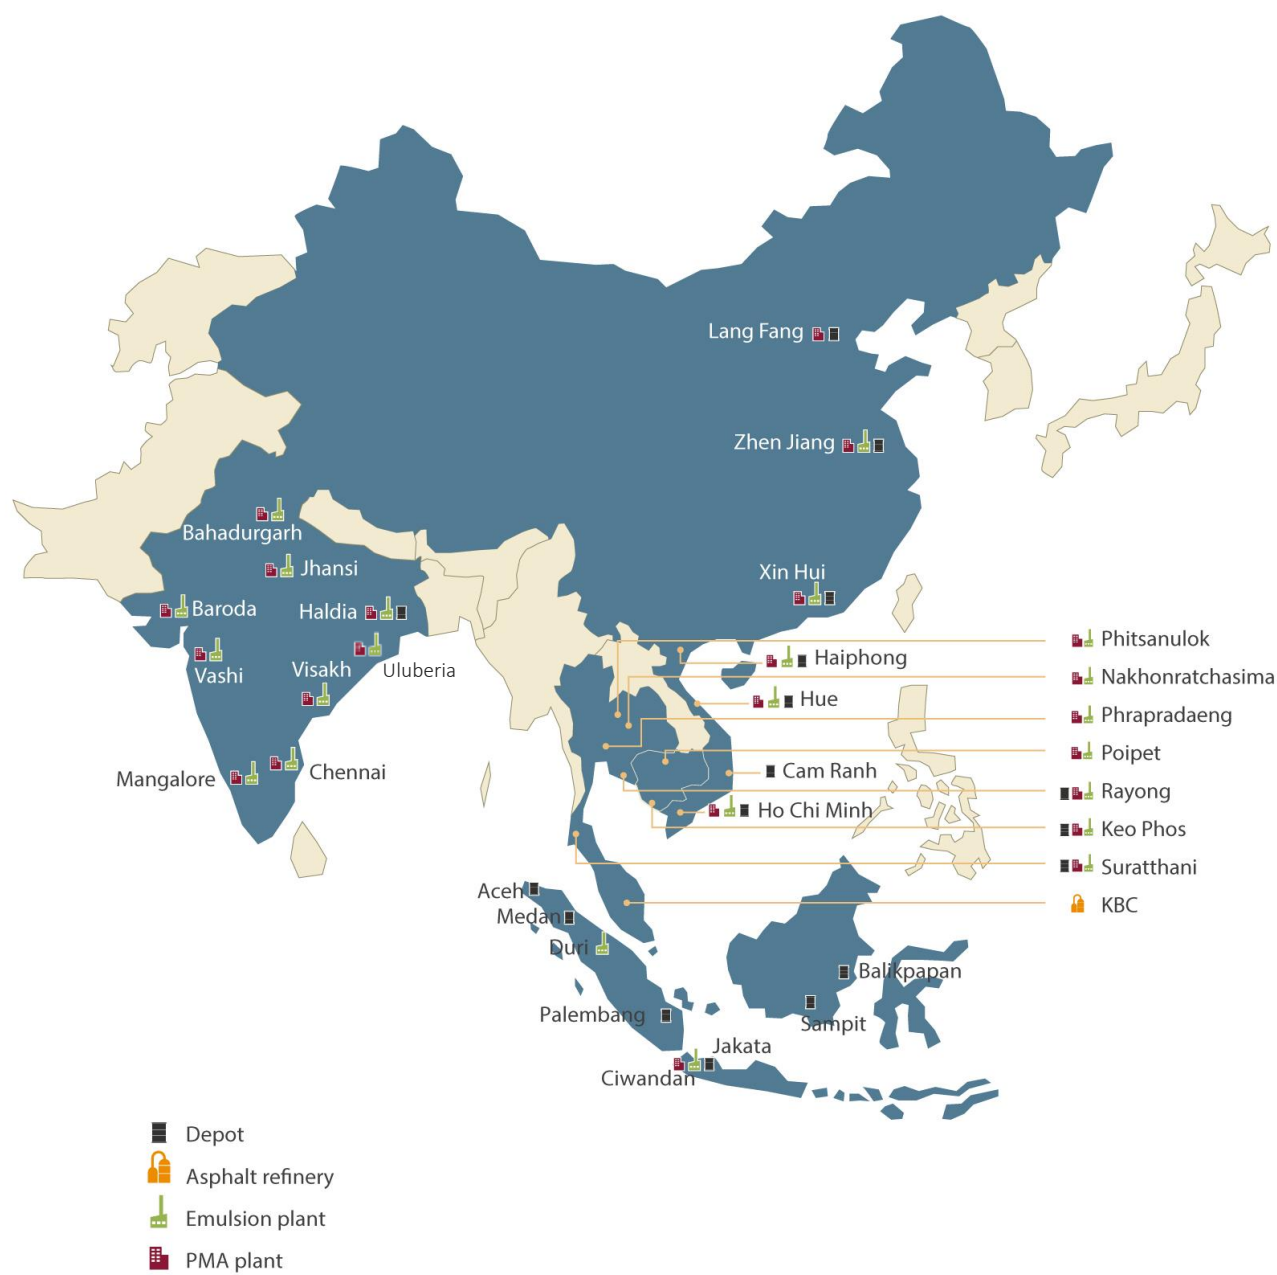 Lang Fang
Zhen Jiang
Bahadurgarh
Jhansi
Xin Hui
Baroda
Haldia
Phitsanulok
Haiphong
Vashi
Visakh
Uluberia
Nakhonratchasima
Hue
Phrapradaeng
Poipet
Mangalore
Chennai
Cam Ranh
Rayong
Ho Chi Minh
Keo Phos
Suratthani
Aceh
KBC
Medan
Duri
Balikpapan
Palembang
Sampit
Jakata
Ciwandan
Depot
Asphalt refinery
Emulsion plant
PMA plant